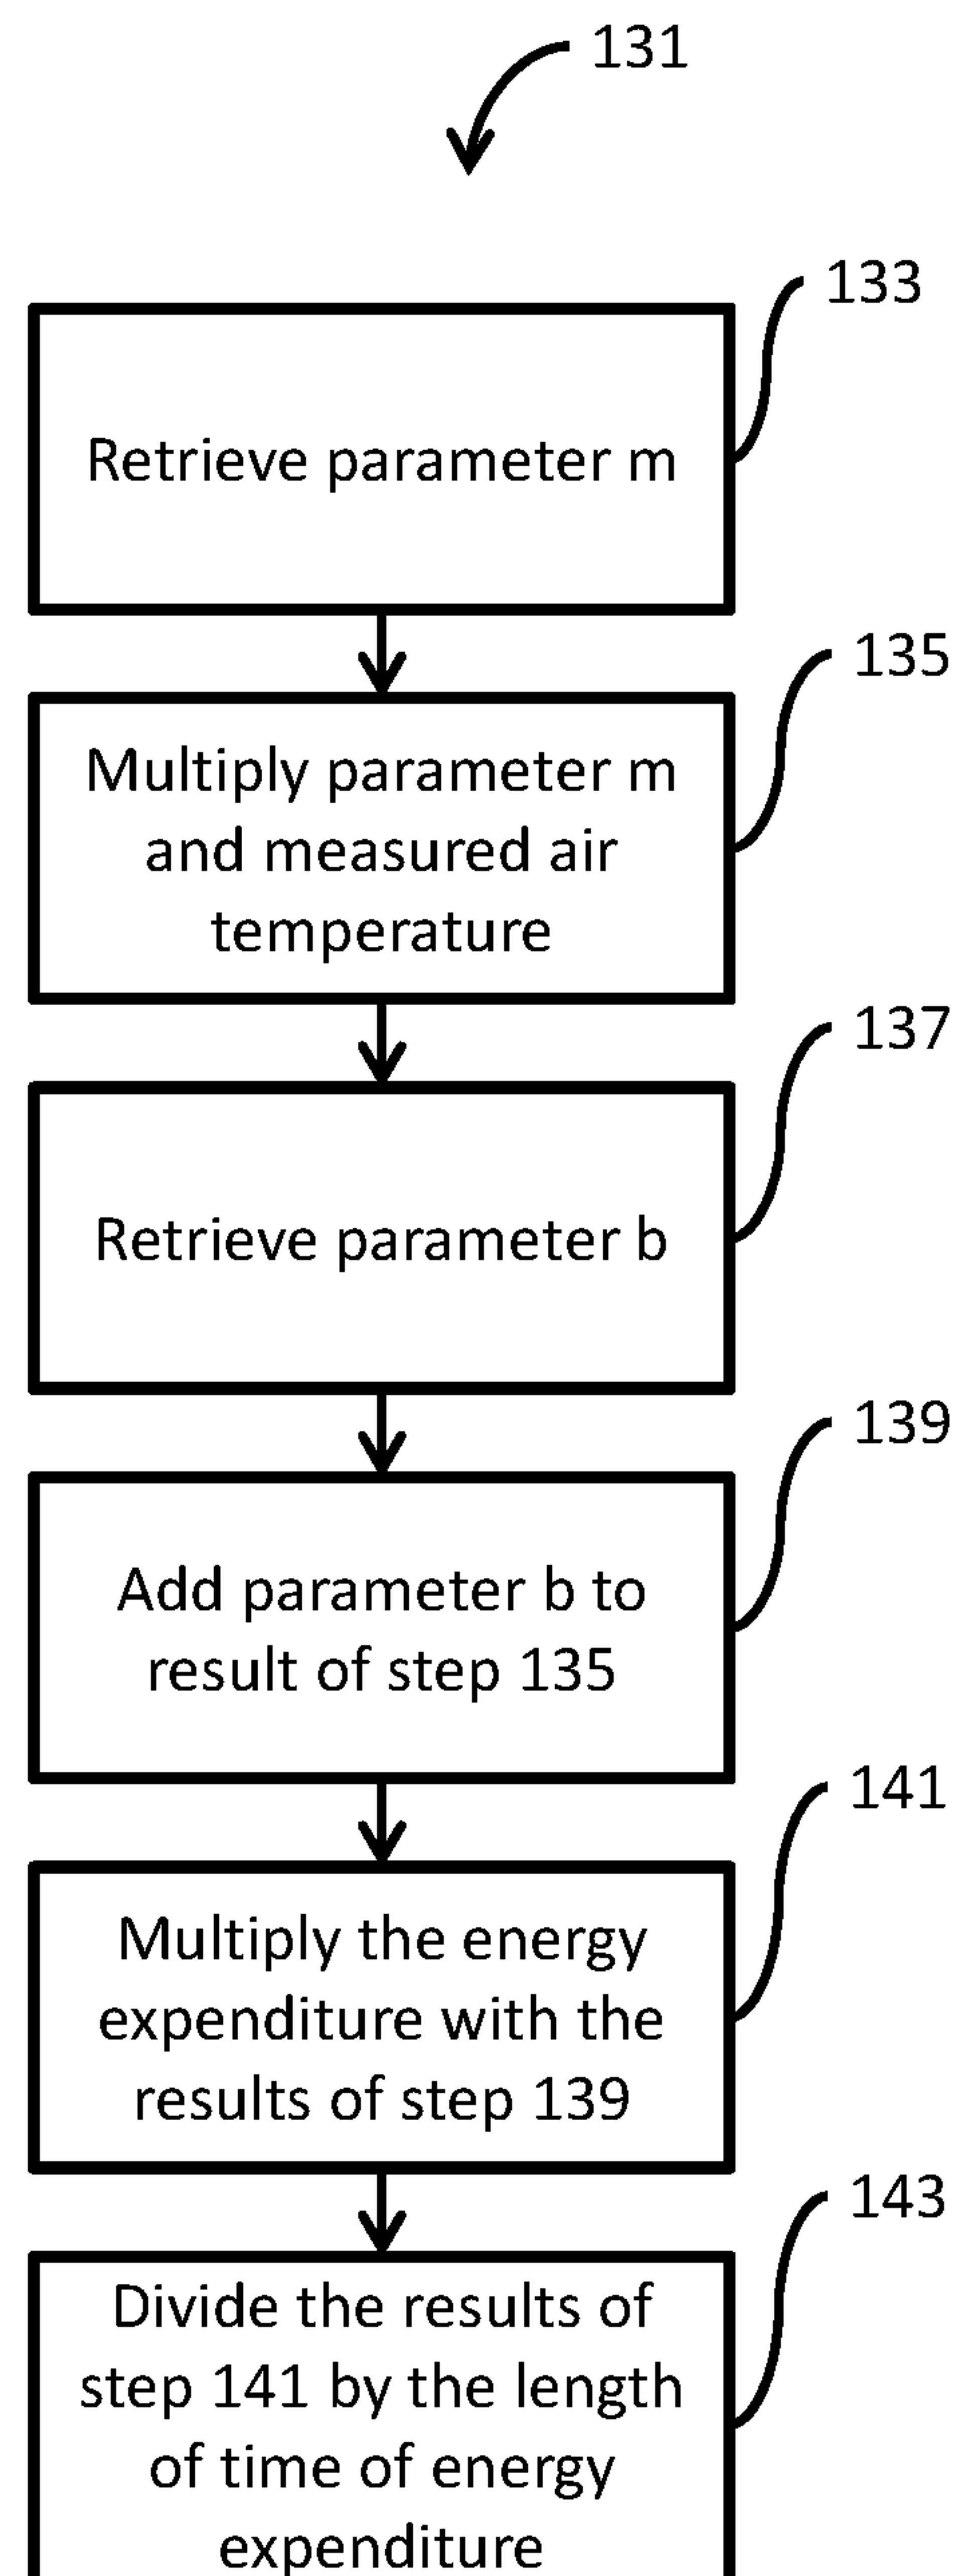 131
133
Retrieve parameter m
135
Multiply parameter m
and measured air
temperature
137
Retrieve parameter b
139
Add parameter b to
result of step 135
141
Multiply the energy
expenditure with the
results of step 139
143
Divide the results of
step 141 by the length
of time of energy
expenditure